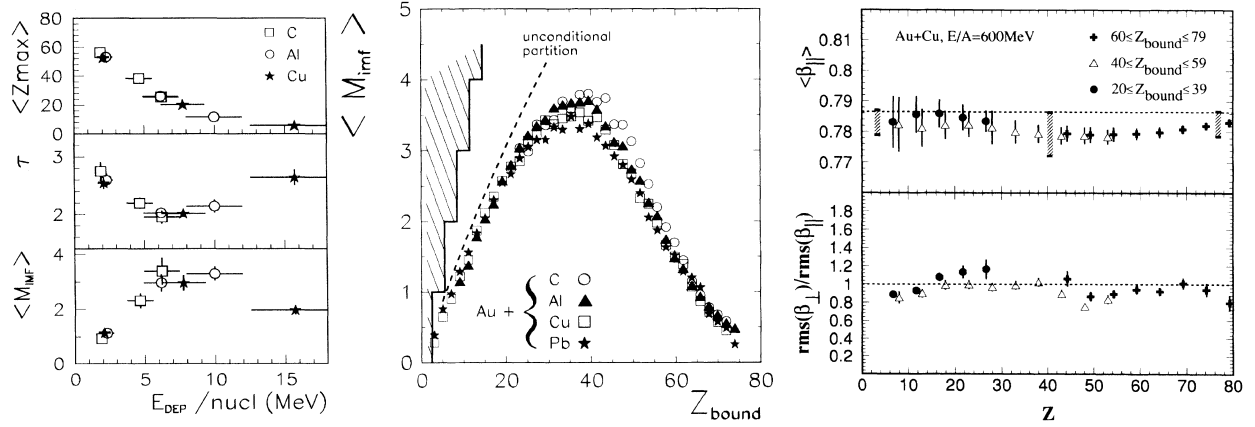 80
60
40
20
0
< Zmax >
□ C
○ Al
★ Cu
3
2
τ
4
2
0
< M_IMF >
0 5 10 15
E_DEP /nucl (MeV)
5
4
3
2
1
0
< M_imf >
unconditional
partition
Au +
C ○
Al ▲
Cu □
Pb ★
0 20 40 60 80
Z_bound
0.81
0.8
0.79
0.78
0.77
<β_||>
Au+Cu, E/A=600MeV
✚ 60≤Z_bound≤79
△ 40≤Z_bound≤59
● 20≤Z_bound≤39
1.8
1.6
1.4
1.2
1
0.8
0.6
0.4
0.2
rms(β_⊥)/rms(β_||)
0 10 20 30 40 50 60 70 80
Z